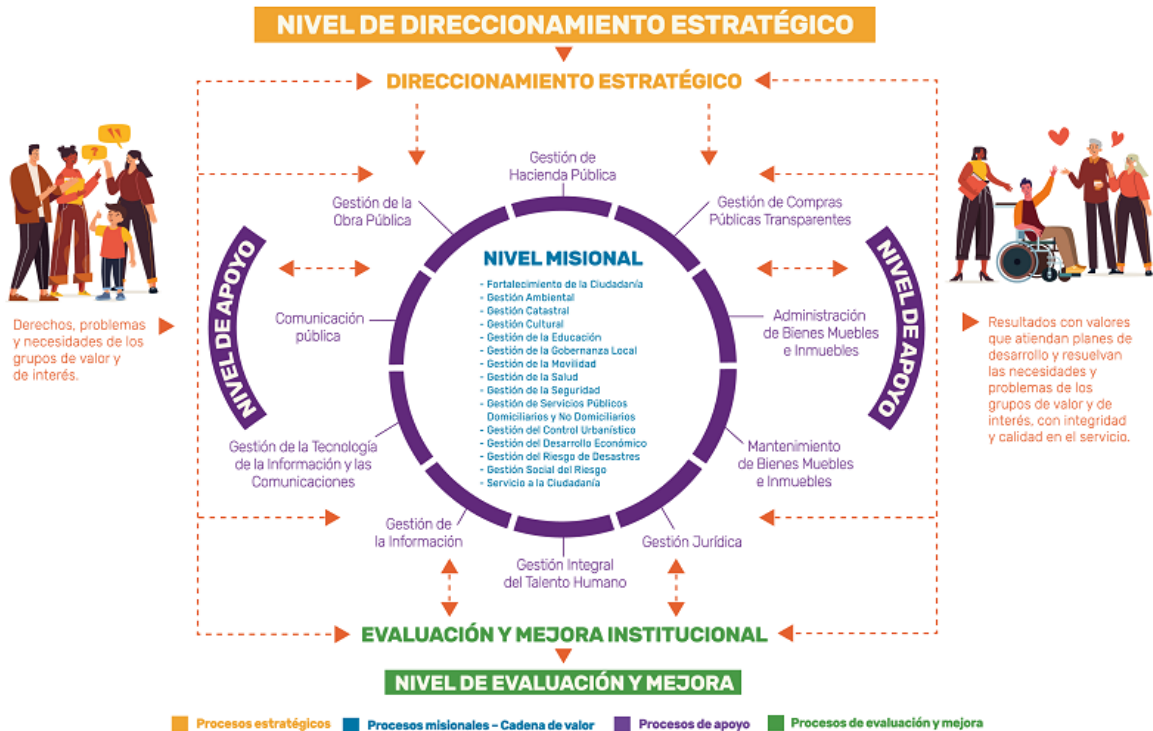 NIVEL DE DIRECCIONAMIENTO ESTRATÉGICO
DIRECCIONAMIENTO ESTRATÉGICO
?
Gestión de
Hacienda Pública
Gestión de la
Obra Pública
Gestión de Compras
Públicas Transparentes
NIVEL DE APOYO
NIVEL MISIONAL
- Fortalecimiento de la Ciudadanía
- Gestión Ambiental
- Gestión Catastral
- Gestión Cultural
- Gestión de la Educación
- Gestión de la Gobernanza Local
- Gestión de la Movilidad
- Gestión de la Salud
- Gestión de la Seguridad
- Gestión de Servicios Públicos
Domiciliarios y No Domiciliarios
- Gestión del Control Urbanístico
- Gestión del Desarrollo Económico
- Gestión del Riesgo de Desastres
- Gestión Social del Riesgo
- Servicio a la Ciudadanía
NIVEL DE APOYO
Derechos, problemas
y necesidades de los
grupos de valor y
de interés.
Comunicación
pública
Administración
de Bienes Muebles
e Inmuebles
Resultados con valores
que atiendan planes de
desarrollo y resuelvan
las necesidades y
problemas de los
grupos de valor y de
interés, con integridad
y calidad en el servicio.
Gestión de la Tecnología
de la Información y las
Comunicaciones
Mantenimiento
de Bienes Muebles
e Inmuebles
Gestión de
la Información
Gestión Jurídica
Gestión Integral
del Talento Humano
EVALUACIÓN Y MEJORA INSTITUCIONAL
NIVEL DE EVALUACIÓN Y MEJORA
Procesos estratégicos
Procesos misionales – Cadena de valor
Procesos de apoyo
Procesos de evaluación y mejora